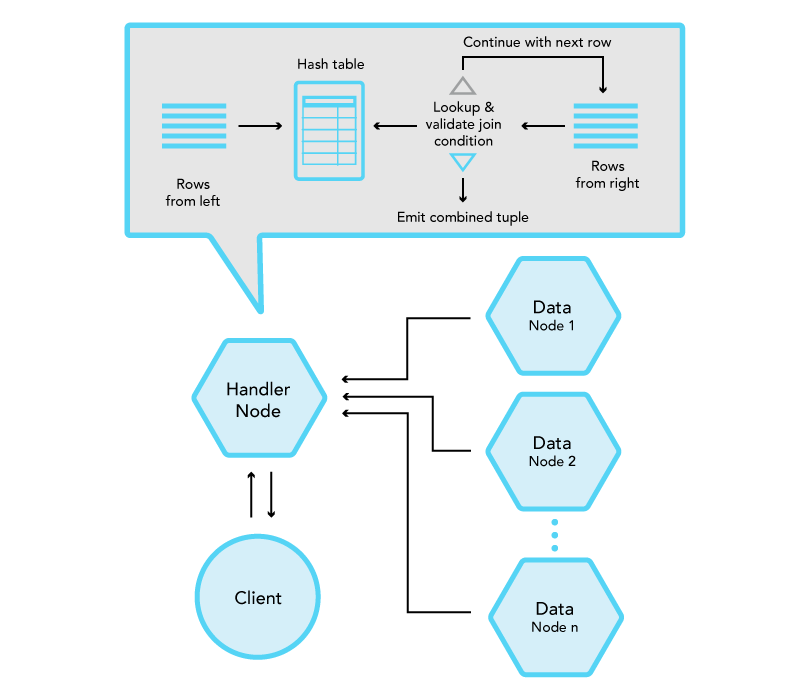 Continue with next row
Hash table
Lookup &
validate join
condition
Rows
from left
Rows
from right
Emit combined tuple
Data
Node 1
Handler
Node
Data
Node 2
Client
Data
Node n